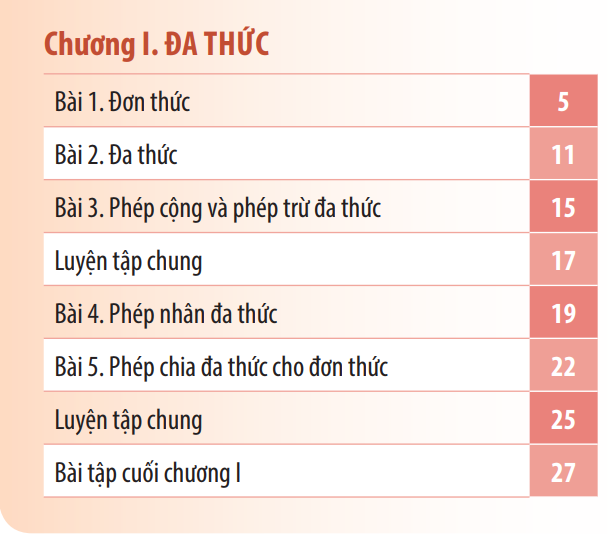 Chương I. ĐA THỨC
Bài 1. Đơn thức 5
Bài 2. Đa thức 11
Bài 3. Phép cộng và phép trừ đa thức 15
Luyện tập chung 17
Bài 4. Phép nhân đa thức 19
Bài 5. Phép chia đa thức cho đơn thức 22
Luyện tập chung 25
Bài tập cuối chương I 27